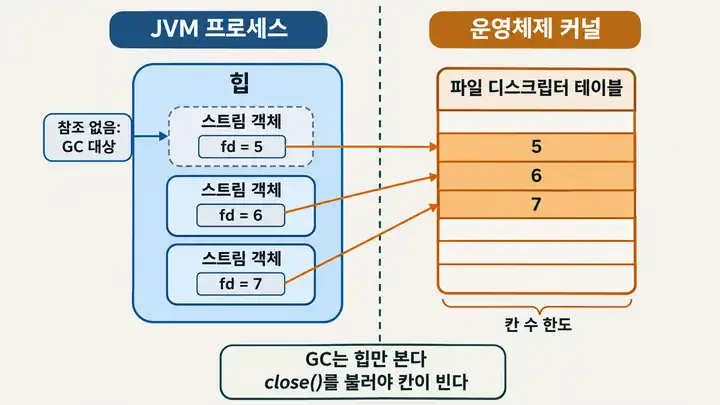 JVM 프로세스
운영체제 커널
힙
파일 디스크립터 테이블
참조 없음:
GC 대상
스트림 객체
fd = 5
스트림 객체
fd = 6
스트림 객체
fd = 7
5
6
7
칸 수 한도
GC는 힙만 본다
close()를 불러야 칸이 빈다